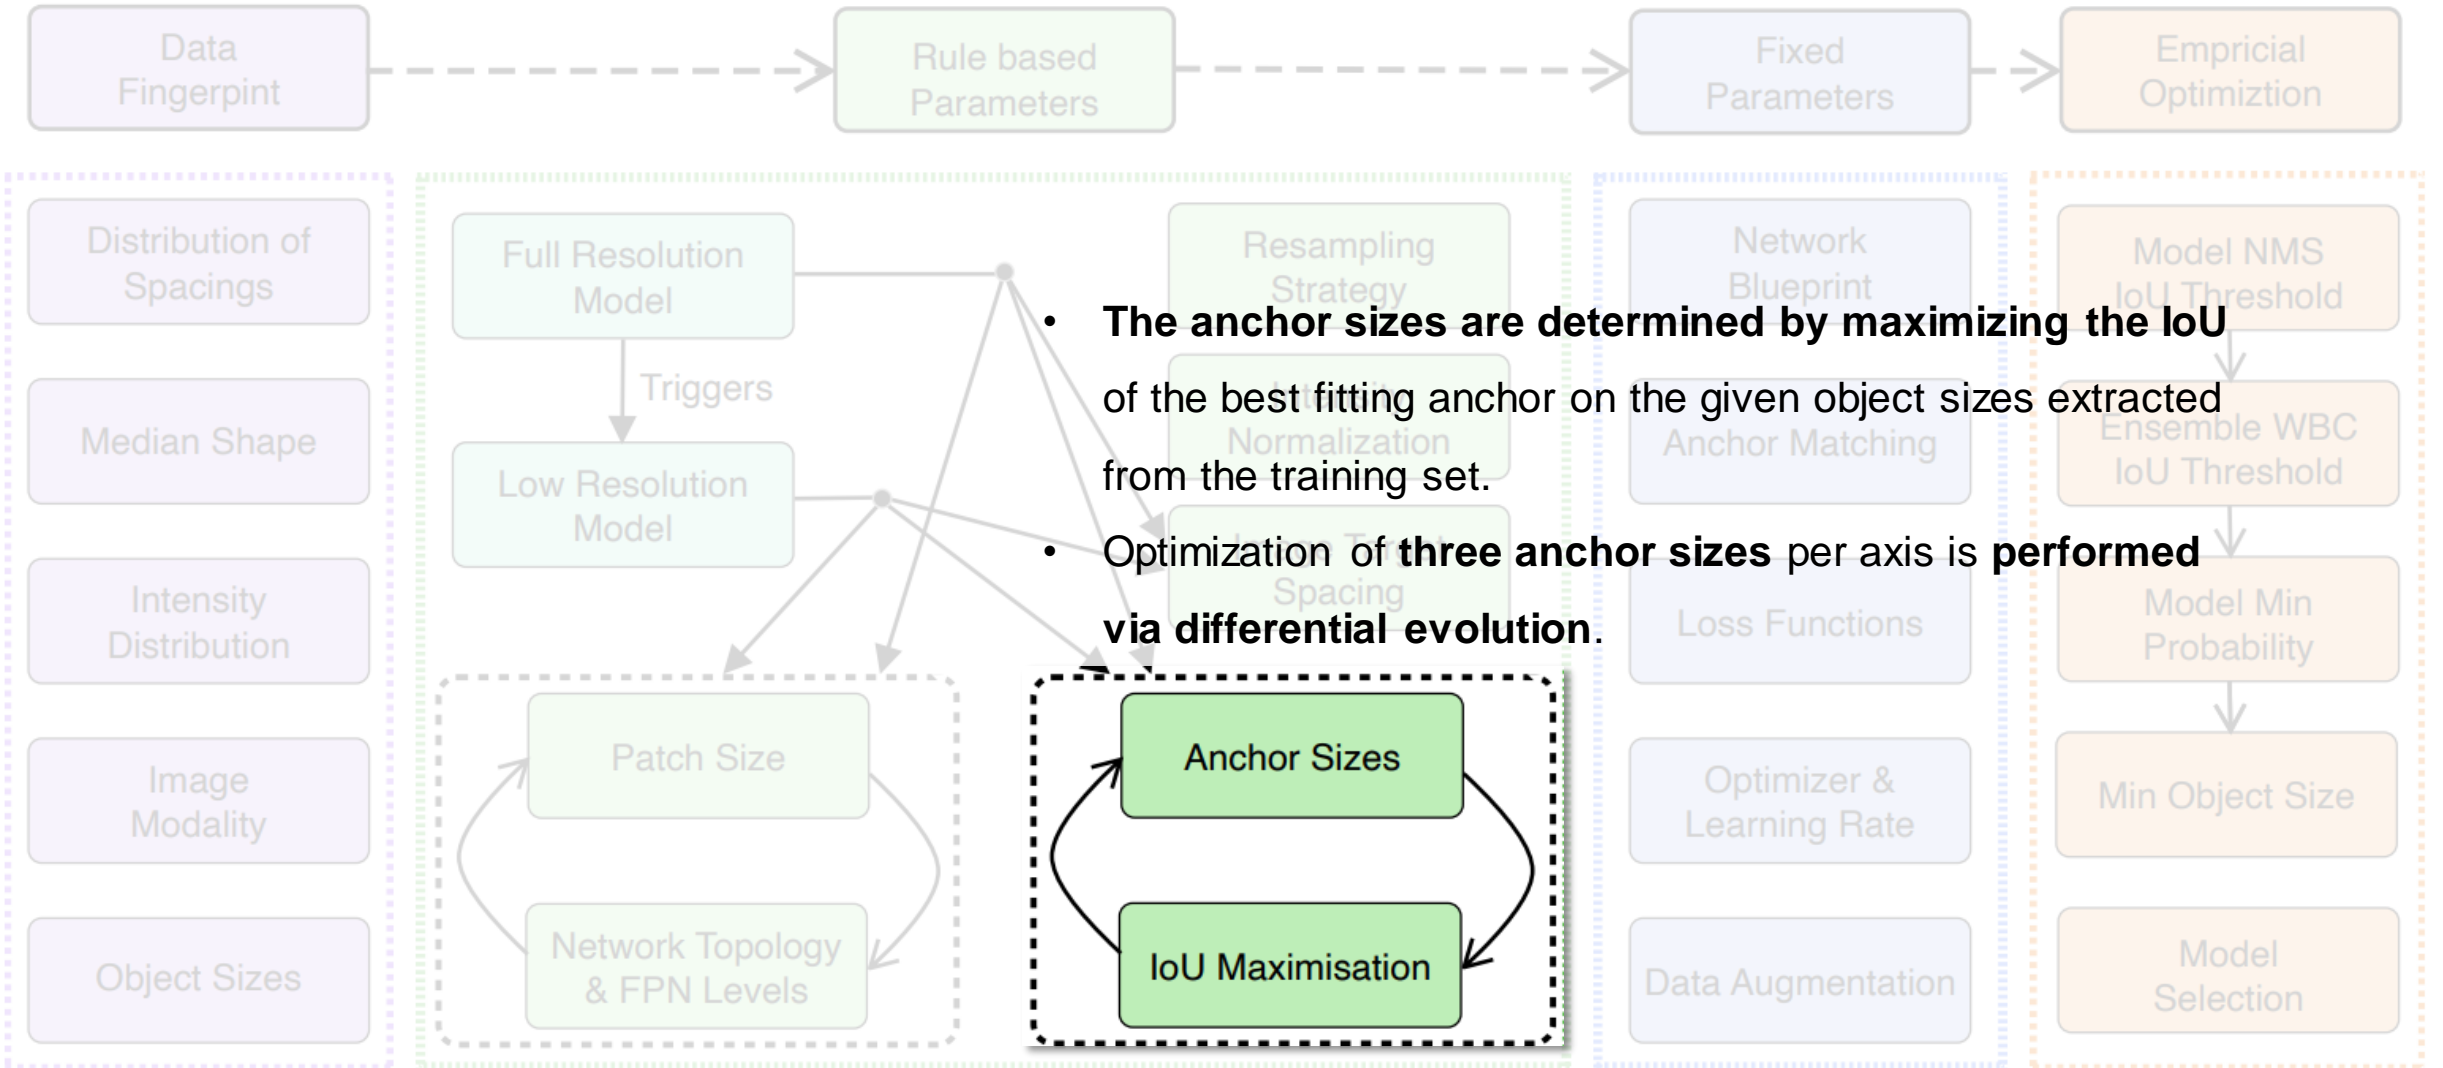 Data
Fingerpint
Rule based
Parameters
Fixed
Parameters
Empricial
Optimiztion
Distribution of
Spacings
Median Shape
Intensity
Distribution
Image
Modality
Object Sizes
Full Resolution
Model
Triggers
Low Resolution
Model
Resampling
Strategy
Intensity
Normalization
Image Target
Spacing
• The anchor sizes are determined by maximizing the IoU
of the best fitting anchor on the given object sizes extracted
from the training set.
• Optimization of three anchor sizes per axis is performed
via differential evolution.
Patch Size
Network Topology
& FPN Levels
Anchor Sizes
IoU Maximisation
Network
Blueprint
Anchor Matching
Loss Functions
Optimizer &
Learning Rate
Data Augmentation
Model NMS
IoU Threshold
Ensemble WBC
IoU Threshold
Model Min
Probability
Min Object Size
Model
Selection